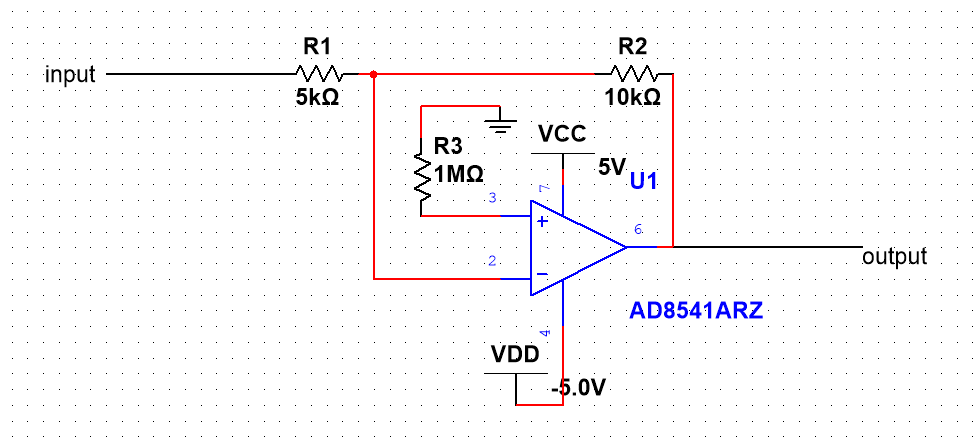 R1
R2
input
5kΩ
10kΩ
VCC
R3
5V
1MΩ
U1
7
3
+
6
2
−
output
AD8541ARZ
4
VDD
-5.0V